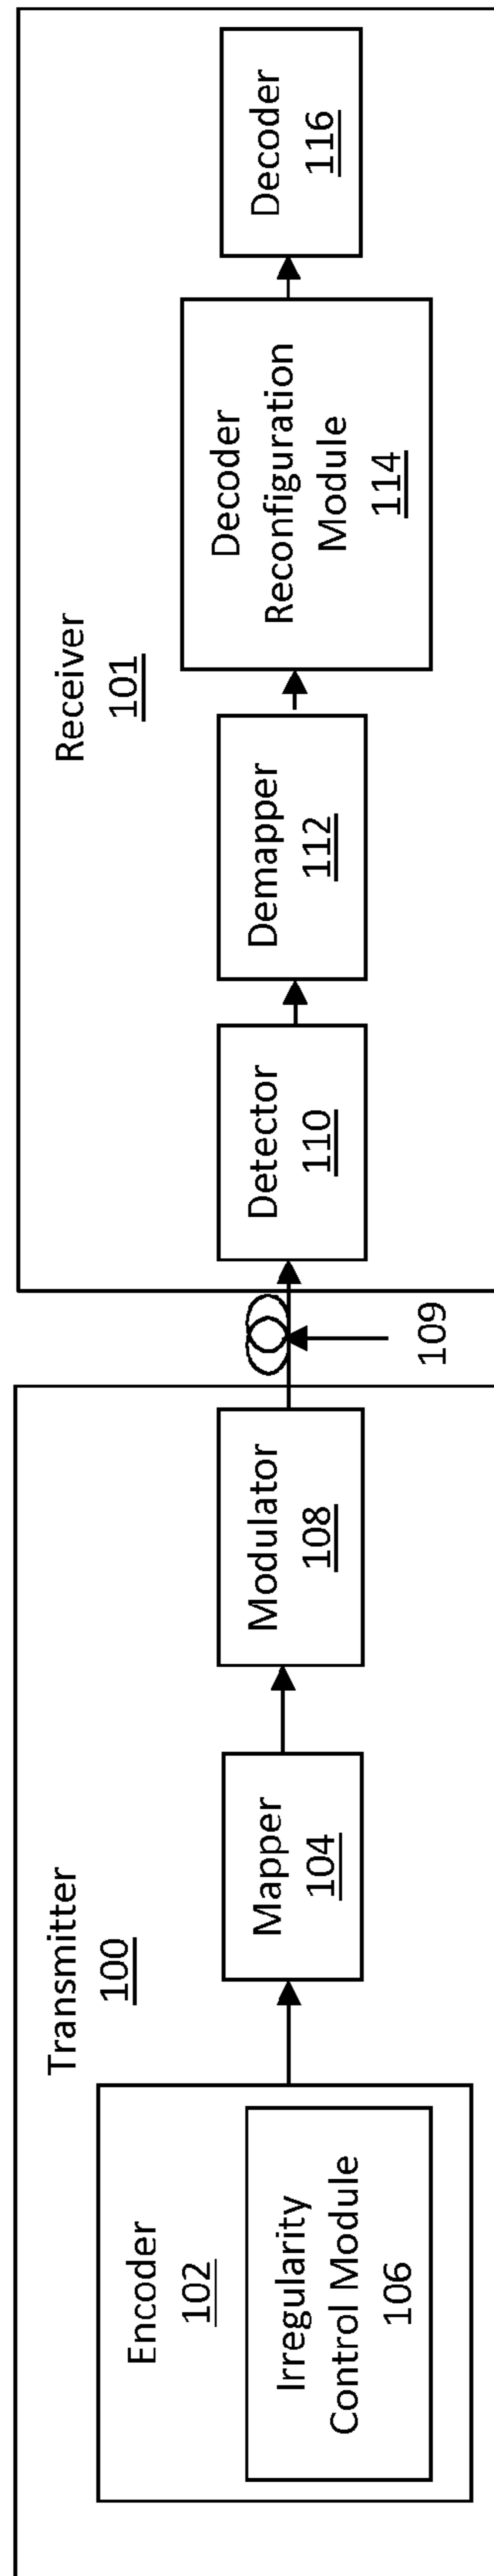 Transmitter
100
Encoder
102
Irregularity
Control Module
106
Mapper
104
Modulator
108
109
Receiver
101
Detector
110
Demapper
112
Decoder
Reconfiguration
Module
114
Decoder
116